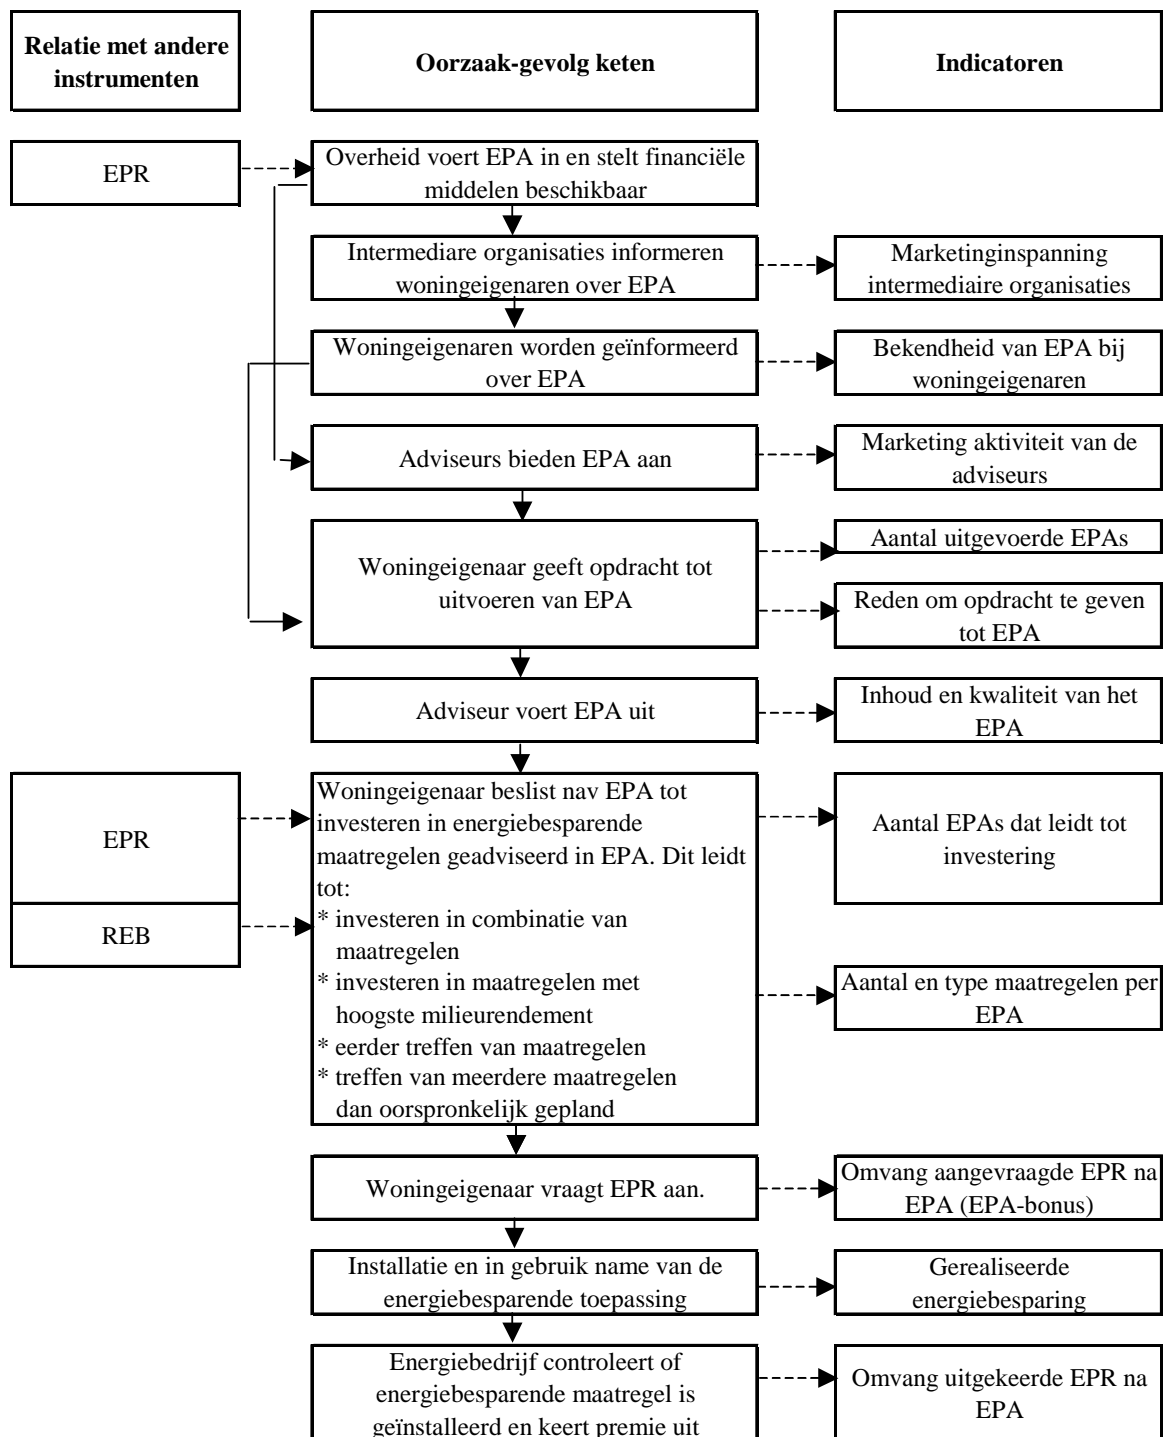 Relatie met andere
instrumenten
Oorzaak-gevolg keten
Indicatoren
EPR
Overheid voert EPA in en stelt financiële
middelen beschikbaar
Intermediare organisaties informeren
woningeigenaren over EPA
Marketinginspanning
intermediaire organisaties
Woningeigenaren worden geïnformeerd
over EPA
Bekendheid van EPA bij
woningeigenaren
Adviseurs bieden EPA aan
Marketing aktiviteit van de
adviseurs
Woningeigenaar geeft opdracht tot
uitvoeren van EPA
Aantal uitgevoerde EPAs
Reden om opdracht te geven
tot EPA
Adviseur voert EPA uit
Inhoud en kwaliteit van het
EPA
EPR
REB
Woningeigenaar beslist nav EPA tot
investeren in energiebesparende
maatregelen geadviseerd in EPA. Dit leidt
tot:
* investeren in combinatie van
maatregelen
* investeren in maatregelen met
hoogste milieurendement
* eerder treffen van maatregelen
* treffen van meerdere maatregelen
dan oorspronkelijk gepland
Aantal EPAs dat leidt tot
investering
Aantal en type maatregelen per
EPA
Woningeigenaar vraagt EPR aan.
Omvang aangevraagde EPR na
EPA (EPA-bonus)
Installatie en in gebruik name van de
energiebesparende toepassing
Gerealiseerde
energiebesparing
Energiebedrijf controleert of
energiebesparende maatregel is
geïnstalleerd en keert premie uit
Omvang uitgekeerde EPR na
EPA